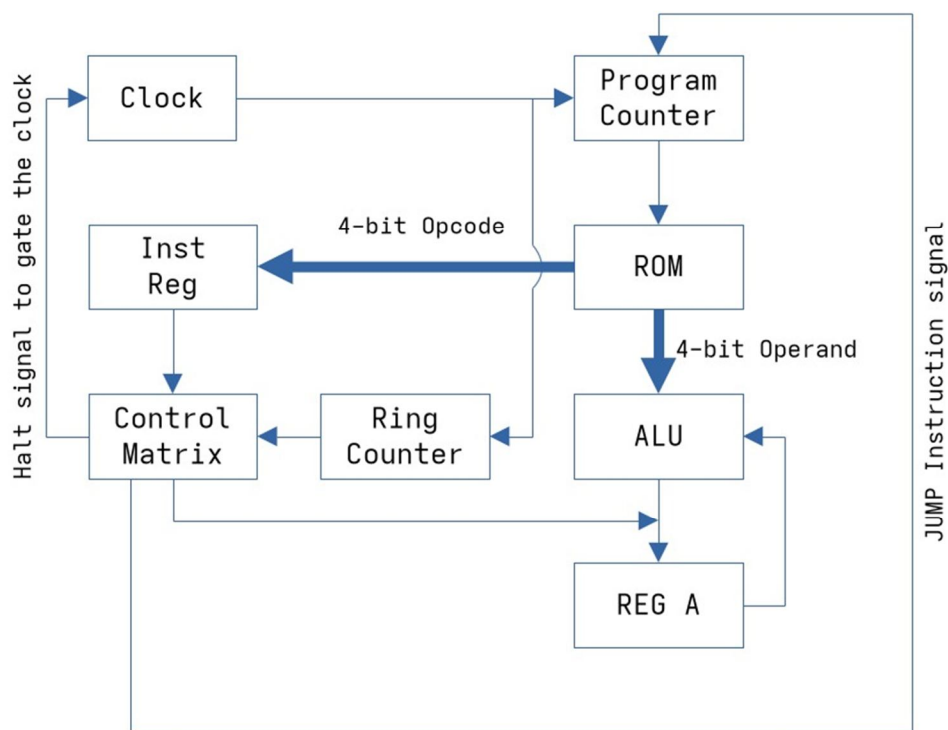 Halt signal to gate the clock
Clock
Program
Counter
4-bit Opcode
Inst
Reg
ROM
4-bit Operand
Control
Matrix
Ring
Counter
ALU
REG A
JUMP Instruction signal